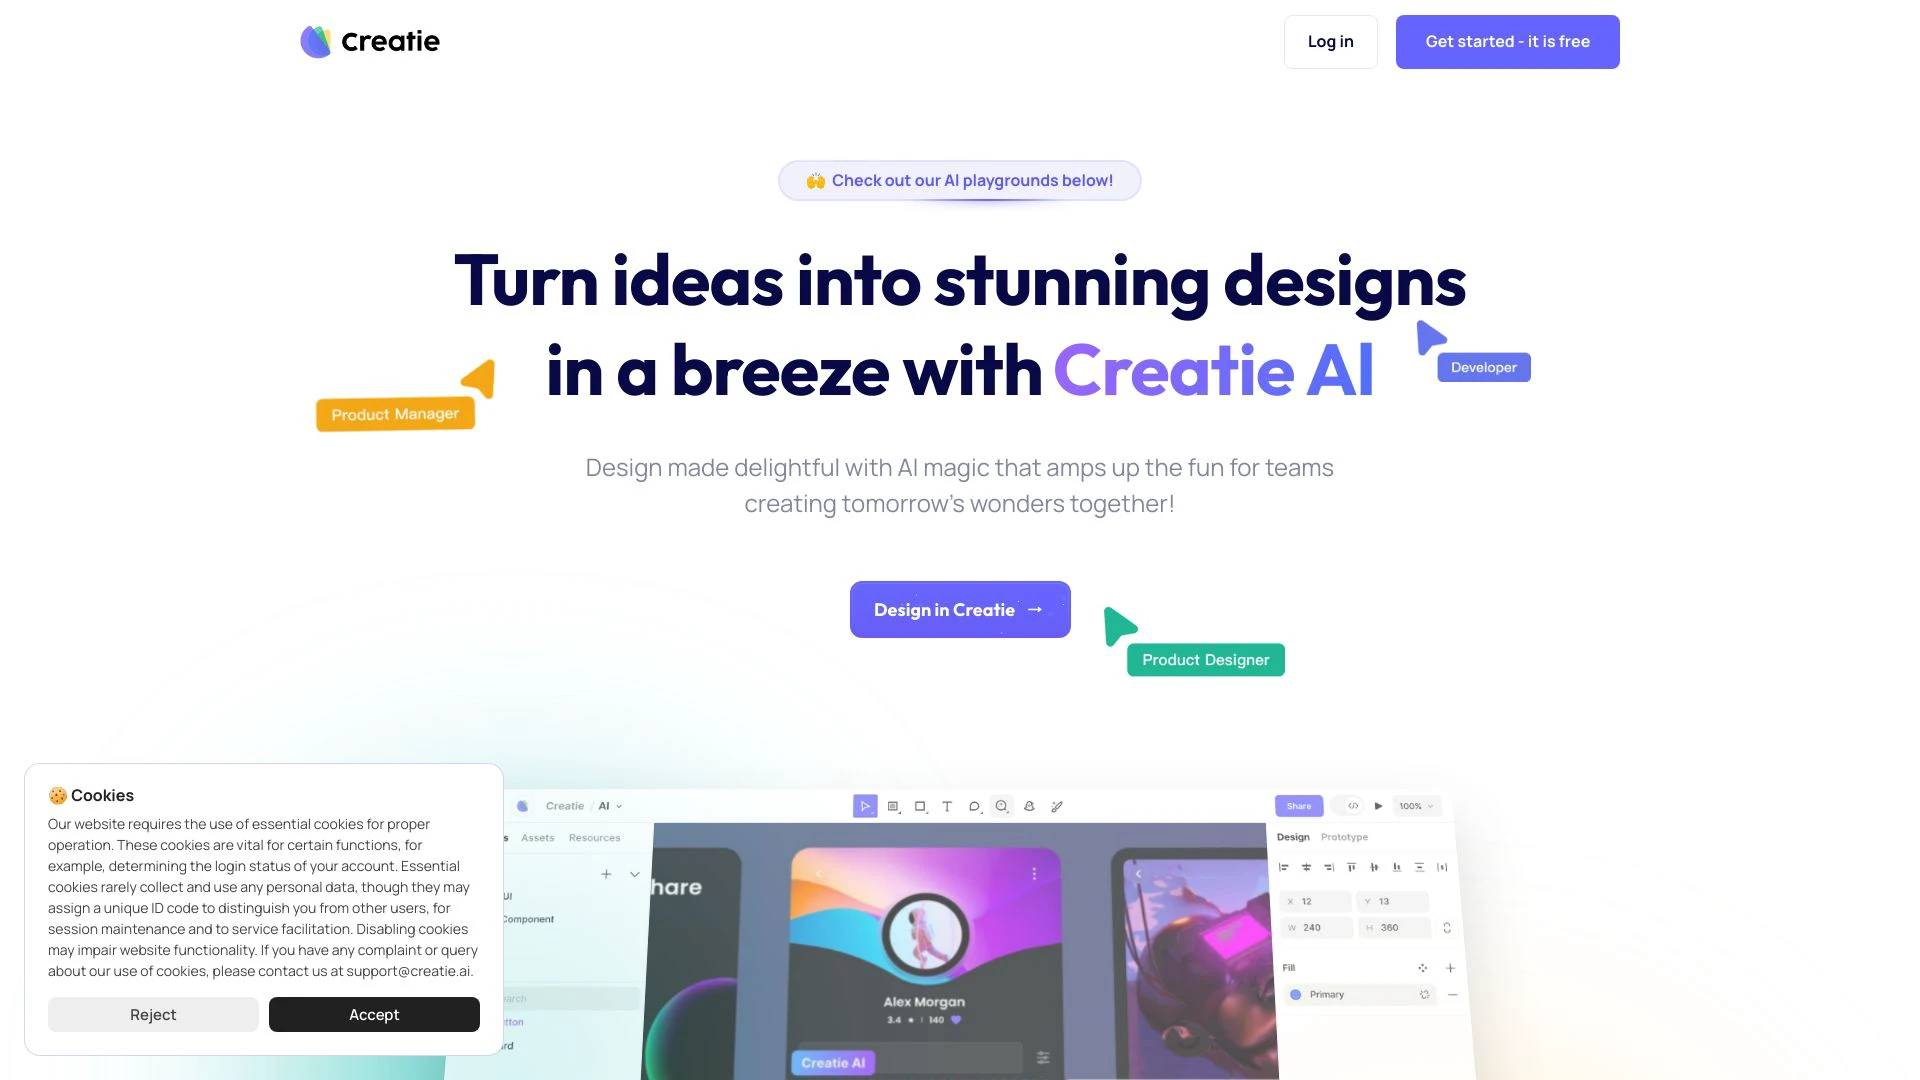 Creatie
Log in
Get started - it is free
🙌 Check out our AI playgrounds below!
Turn ideas into stunning designs
in a breeze with Creatie AI
Developer
Product Manager
Design made delightful with AI magic that amps up the fun for teams
creating tomorrow's wonders together!
Design in Creatie →
Product Designer
🍪 Cookies
Our website requires the use of essential cookies for proper
operation. These cookies are vital for certain functions, for
example, determining the login status of your account. Essential
cookies rarely collect and use any personal data, though they may
assign a unique ID code to distinguish you from other users, for
session maintenance and to service facilitation. Disabling cookies
may impair website functionality. If you have any complaint or query
about our use of cookies, please contact us at support@creatie.ai.
Reject
Accept
Creatie / AI
Share
100%
Assets
Resources
Design
Prototype
UI
Component
hare
X 12
Y 13
W 240
H 360
Fill
Primary
Alex Morgan
3.4 ★ | 140
Creatie AI